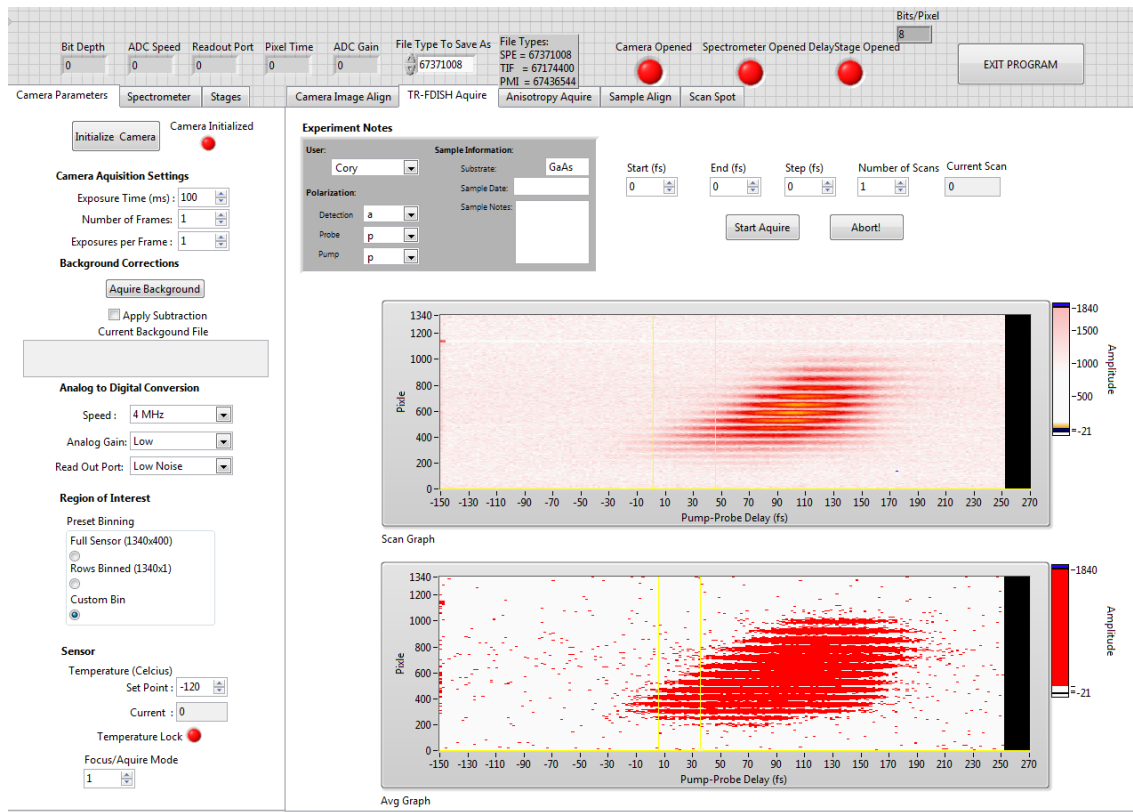 Bits/Pixel
8
Bit Depth ADC Speed Readout Port Pixel Time ADC Gain File Type To Save As File Types:
0 0 0 0 0 67371008 SPE = 67371008
TIF = 67174400
PMI = 67436544
Camera Opened Spectrometer Opened DelayStage Opened
EXIT PROGRAM
Camera Parameters Spectrometer Stages
Camera Image Align TR-FDISH Aquire Anisotropy Aquire Sample Align Scan Spot
Initialize Camera Camera Initialized
Camera Aquisition Settings
Exposure Time (ms) : 100
Number of Frames: 1
Exposures per Frame : 1
Background Corrections
Aquire Background
Apply Subtraction
Current Backgound File
Analog to Digital Conversion
Speed : 4 MHz
Analog Gain: Low
Read Out Port: Low Noise
Region of Interest
Preset Binning
Full Sensor (1340x400)
Rows Binned (1340x1)
Custom Bin
Sensor
Temperature (Celcius)
Set Point : -120
Current : 0
Temperature Lock
Focus/Aquire Mode
1
Experiment Notes
User:
Cory
Polarization:
Detection a
Probe p
Pump p
Sample Information:
Substrate: GaAs
Sample Date:
Sample Notes:
Start (fs) End (fs) Step (fs) Number of Scans Current Scan
0 0 0 1 0
Start Aquire Abort!
1340
1200
1000
800
600
400
200
0
Pixle
-150 -130 -110 -90 -70 -50 -30 -10 10 30 50 70 90 110 130 150 170 190 210 230 250 270
Pump-Probe Delay (fs)
1840
1500
1000
500
-21
Amplitude
Scan Graph
1340
1200
1000
800
600
400
200
0
Pixle
-150 -130 -110 -90 -70 -50 -30 -10 10 30 50 70 90 110 130 150 170 190 210 230 250 270
Pump-Probe Delay (fs)
1840
-21
Amplitude
Avg Graph